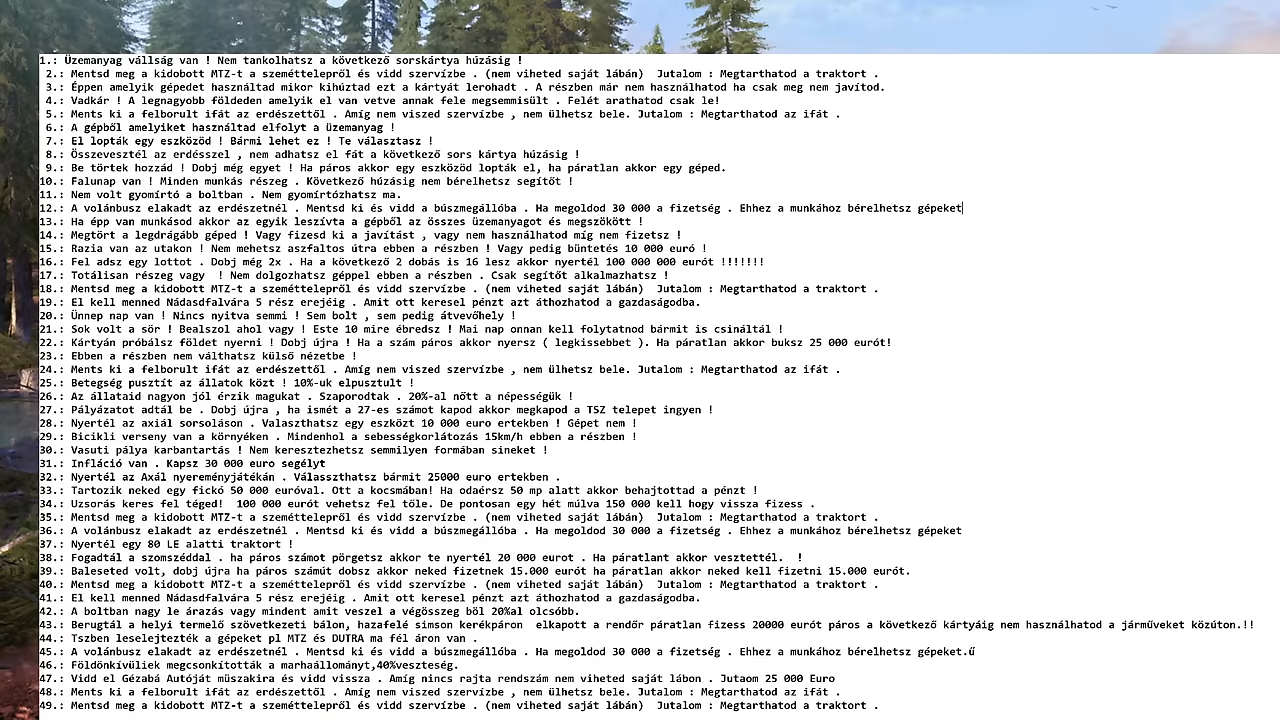 1.: Üzemanyag vállság van ! Nem tankolhatsz a következő sorskártya húzásig !
2.: Mentsd meg a kidobott MTZ-t a szeméttelepről és vidd szervízbe . (nem viheted saját lábán)  Jutalom : Megtarthatod a traktort .
3.: Éppen amelyik gépedet használtad mikor kihúztad ezt a kártyát lerohadt . A részben már nem használhatod ha csak meg nem javítod.
4.: Vadkár ! A legnagyobb földeden amelyik el van vetve annak fele megsemmisült . Felét arathatod csak le!
5.: Ments ki a felborult ifát az erdészettől . Amíg nem viszed szervízbe , nem ülhetsz bele. Jutalom : Megtarthatod az ifát .
6.: A gépből amelyiket használtad elfolyt a üzemanyag !
7.: El lopták egy eszközöd ! Bármi lehet ez ! Te választasz !
8.: Összevesztél az erdésszel , nem adhatsz el fát a következő sors kártya húzásig !
9.: Be törtek hozzád ! Dobj még egyet ! Ha páros akkor egy eszközöd lopták el, ha páratlan akkor egy géped.
10.: Falunap van ! Minden munkás részeg . Következő húzásig nem bérelhetsz segítőt !
11.: Nem volt gyomírtó a boltban . Nem gyomírtózhatsz ma.
12.: A volánbusz elakadt az erdészetnél . Mentsd ki és vidd a búszmegállóba . Ha megoldod 30 000 a fizetség . Ehhez a munkához bérelhetsz gépeket
13.: Ha épp van munkásod akkor az egyik leszívta a gépből az összes üzemanyagot és megszökött !
14.: Megtört a legdrágább géped ! Vagy fizesd ki a javítást , vagy nem használhatod míg nem fizetsz !
15.: Razia van az utakon ! Nem mehetsz aszfaltos útra ebben a részben ! Vagy pedig büntetés 10 000 euró !
16.: Fel adsz egy lottot . Dobj még 2x . Ha a következő 2 dobás is 16 lesz akkor nyertél 100 000 000 eurót !!!!!!!
17.: Totálisan részeg vagy  ! Nem dolgozhatsz géppel ebben a részben . Csak segítőt alkalmazhatsz !
18.: Mentsd meg a kidobott MTZ-t a szeméttelepről és vidd szervízbe . (nem viheted saját lábán)  Jutalom : Megtarthatod a traktort .
19.: El kell menned Nádasdfalvára 5 rész erejéig . Amit ott keresel pénzt azt áthozhatod a gazdaságodba.
20.: Ünnep nap van ! Nincs nyitva semmi ! Sem bolt , sem pedig átvevőhely !
21.: Sok volt a sör ! Bealszol ahol vagy ! Este 10 mire ébredsz ! Mai nap onnan kell folytatnod bármit is csináltál !
22.: Kártyán próbálsz földet nyerni ! Dobj újra ! Ha a szám páros akkor nyersz ( legkissebbet ). Ha páratlan akkor buksz 25 000 eurót!
23.: Ebben a részben nem válthatsz külső nézetbe !
24.: Ments ki a felborult ifát az erdészettől . Amíg nem viszed szervízbe , nem ülhetsz bele. Jutalom : Megtarthatod az ifát .
25.: Betegség pusztít az állatok közt ! 10%-uk elpusztult !
26.: Az állataid nagyon jól érzik magukat . Szaporodtak . 20%-al nőtt a népességük !
27.: Pályázatot adtál be . Dobj újra , ha ismét a 27-es számot kapod akkor megkapod a TSZ telepet ingyen !
28.: Nyertél az axiál sorsoláson . Valaszthatsz egy eszközt 10 000 euro ertekben ! Gépet nem !
29.: Bicikli verseny van a környéken . Mindenhol a sebességkorlátozás 15km/h ebben a részben !
30.: Vasuti pálya karbantartás ! Nem keresztezhetsz semmilyen formában sineket !
31.: Infláció van . Kapsz 30 000 euro segélyt
32.: Nyertél az Axál nyereményjátékán . Válasszthatsz bármit 25000 euro ertekben .
33.: Tartozik neked egy fickó 50 000 euróval. Ott a kocsmában! Ha odaérsz 50 mp alatt akkor behajtottad a pénzt !
34.: Uzsorás keres fel téged!  100 000 eurót vehetsz fel tőle. De pontosan egy hét múlva 150 000 kell hogy vissza fizess .
35.: Mentsd meg a kidobott MTZ-t a szeméttelepről és vidd szervízbe . (nem viheted saját lábán)  Jutalom : Megtarthatod a traktort .
36.: A volánbusz elakadt az erdészetnél . Mentsd ki és vidd a búszmegállóba . Ha megoldod 30 000 a fizetség . Ehhez a munkához bérelhetsz gépeket
37.: Nyertél egy 80 LE alatti traktort !
38.: Fogadtál a szomszéddal . ha páros számot pörgetsz akkor te nyertél 20 000 eurot . Ha páratlant akkor vesztettél.  !
39.: Baleseted volt, dobj újra ha páros számút dobsz akkor neked fizetnek 15.000 eurót ha páratlan akkor neked kell fizetni 15.000 eurót.
40.: Mentsd meg a kidobott MTZ-t a szeméttelepről és vidd szervízbe . (nem viheted saját lábán)  Jutalom : Megtarthatod a traktort .
41.: El kell menned Nádasdfalvára 5 rész erejéig . Amit ott keresel pénzt azt áthozhatod a gazdaságodba.
42.: A boltban nagy le árazás vagy mindent amit veszel a végösszeg böl 20%al olcsóbb.
43.: Berugtál a helyi termelő szövetkezeti bálon, hazafelé simson kerékpáron  elkapott a rendőr páratlan fizess 20000 eurót páros a következő kártyáig nem használhatod a járműveket közúton.!!
44.: Tszben leselejtezték a gépeket pl MTZ és DUTRA ma fél áron van .
45.: A volánbusz elakadt az erdészetnél . Mentsd ki és vidd a búszmegállóba . Ha megoldod 30 000 a fizetség . Ehhez a munkához bérelhetsz gépeket.ű
46.: Földönkívüliek megcsonkították a marhaállományt,40%veszteség.
47.: Vidd el Gézabá Autóját müszakira és vidd vissza . Amíg nincs rajta rendszám nem viheted saját lábon . Jutaom 25 000 Euro
48.: Ments ki a felborult ifát az erdészettől . Amíg nem viszed szervízbe , nem ülhetsz bele. Jutalom : Megtarthatod az ifát .
49.: Mentsd meg a kidobott MTZ-t a szeméttelepről és vidd szervízbe . (nem viheted saját lábán)  Jutalom : Megtarthatod a traktort .